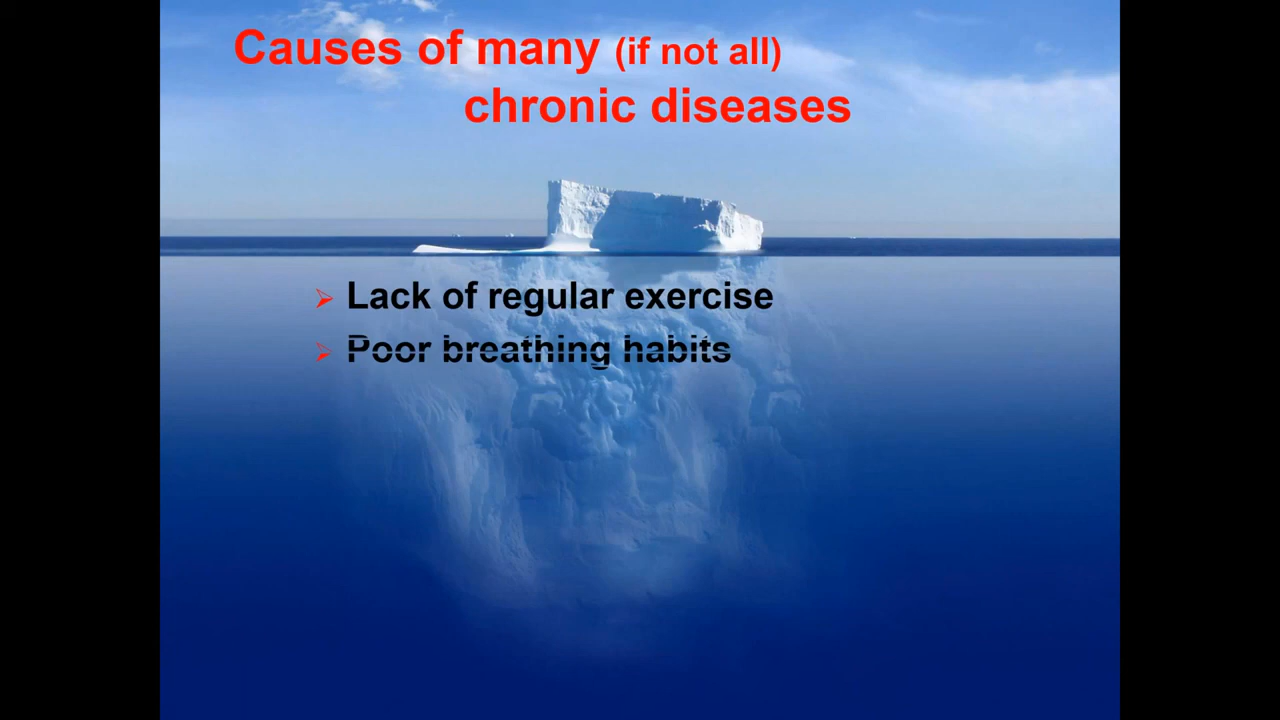 Causes of many (if not all)
chronic diseases
Lack of regular exercise
Poor breathing habits